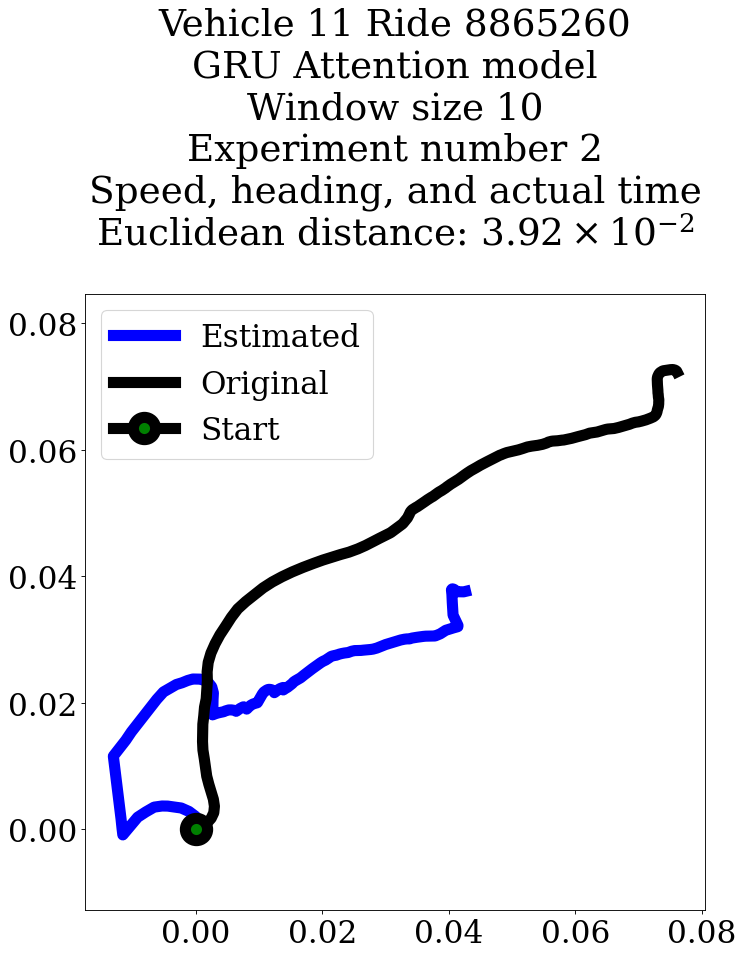 Vehicle 11 Ride 8865260
GRU Attention model
Window size 10
Experiment number 2
Speed, heading, and actual time
Euclidean distance: 3.92 × 10⁻²
Estimated
Original
Start
0.08
0.06
0.04
0.02
0.00
0.00 0.02 0.04 0.06 0.08